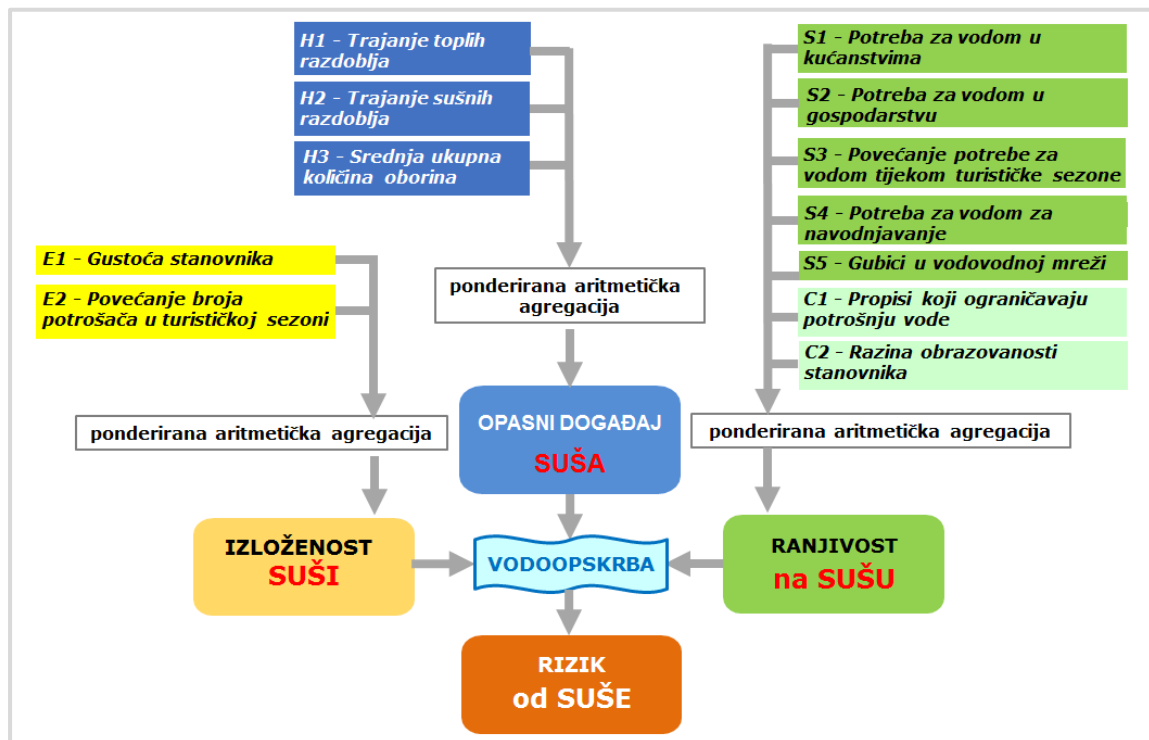 H1 - Trajanje toplih
razdoblja
H2 - Trajanje sušnih
razdoblja
H3 - Srednja ukupna
količina oborina
S1 - Potreba za vodom u
kućanstvima
S2 - Potreba za vodom u
gospodarstvu
S3 - Povećanje potrebe za
vodom tijekom turističke sezone
S4 - Potreba za vodom za
navodnjavanje
S5 - Gubici u vodovodnoj mreži
C1 - Propisi koji ograničavaju
potrošnju vode
C2 - Razina obrazovanosti
stanovnika
E1 - Gustoća stanovnika
E2 - Povećanje broja
potrošača u turističkoj sezoni
ponderirana aritmetička
agregacija
ponderirana aritmetička agregacija
ponderirana aritmetička agregacija
OPASNI DOGAĐAJ
SUŠA
IZLOŽENOST
SUŠI
VODOOPSKRBA
RANJIVOST
na SUŠU
RIZIK
od SUŠE